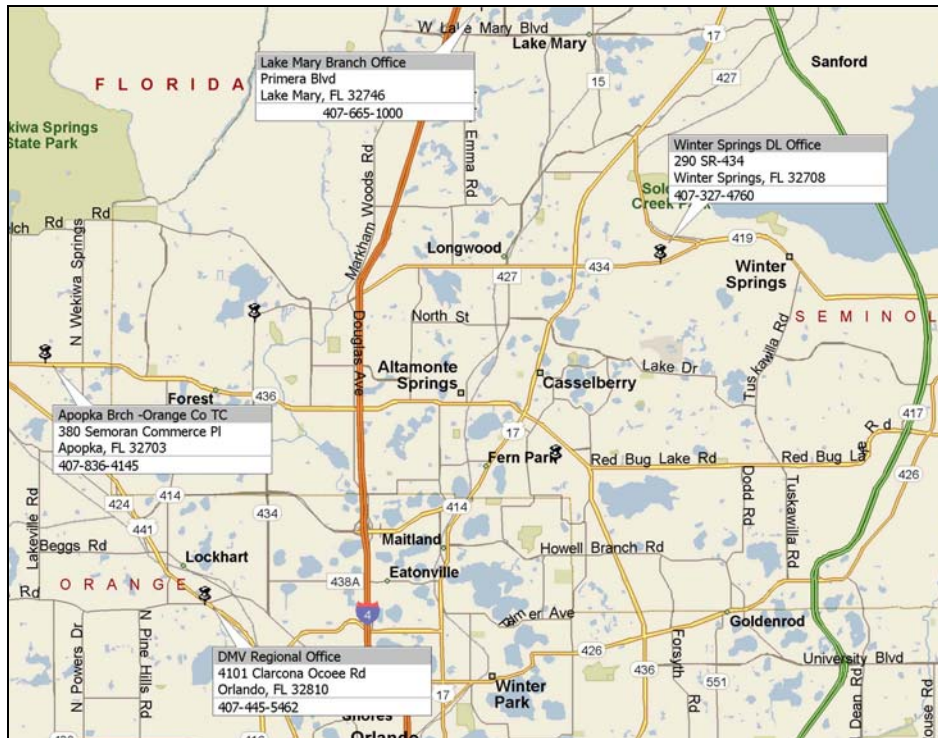 W Lake Mary Blvd
Lake Mary
17
Sanford
427
15
FLORIDA
Lake Mary Branch Office
Primera Blvd
Lake Mary, FL 32746
407-665-1000
ekiwa Springs
State Park
Markham Woods Rd
Emma Rd
Winter Springs DL Office
290 SR-434
Winter Springs, FL 32708
407-327-4760
Creek
elch Rd
Rd
N Wekiwa Springs
Longwood
427
434
419
Winter
Springs
SEMINOL
North St
Douglas Ave
Altamonte
Springs
Casselberry
Lake Dr
Tuskawilla Rd
Forest
436
417
Apopka Brch -Orange Co TC
380 Semoran Commerce Pl
Apopka, FL 32703
407-836-4145
17
Fern Park
Red Bug Lake Rd
Red Bug Lake Rd
426
Lakeville Rd
424
414
434
441
414
Dodd Rd
Tuskawilla Rd
Beggs Rd
Lockhart
Maitland
Howell Branch Rd
ORANGE
438A
Eatonville
Rd
4
Goldenrod
N Powers Dr
N Pine Hills Rd
DMV Regional Office
4101 Clarcona Ocoee Rd
Orlando, FL 32810
407-445-5462
426
Forsyth Rd
University Blvd
436
551
17
Winter
Park
Dean Rd
ouse Rd
Shores
Orlando